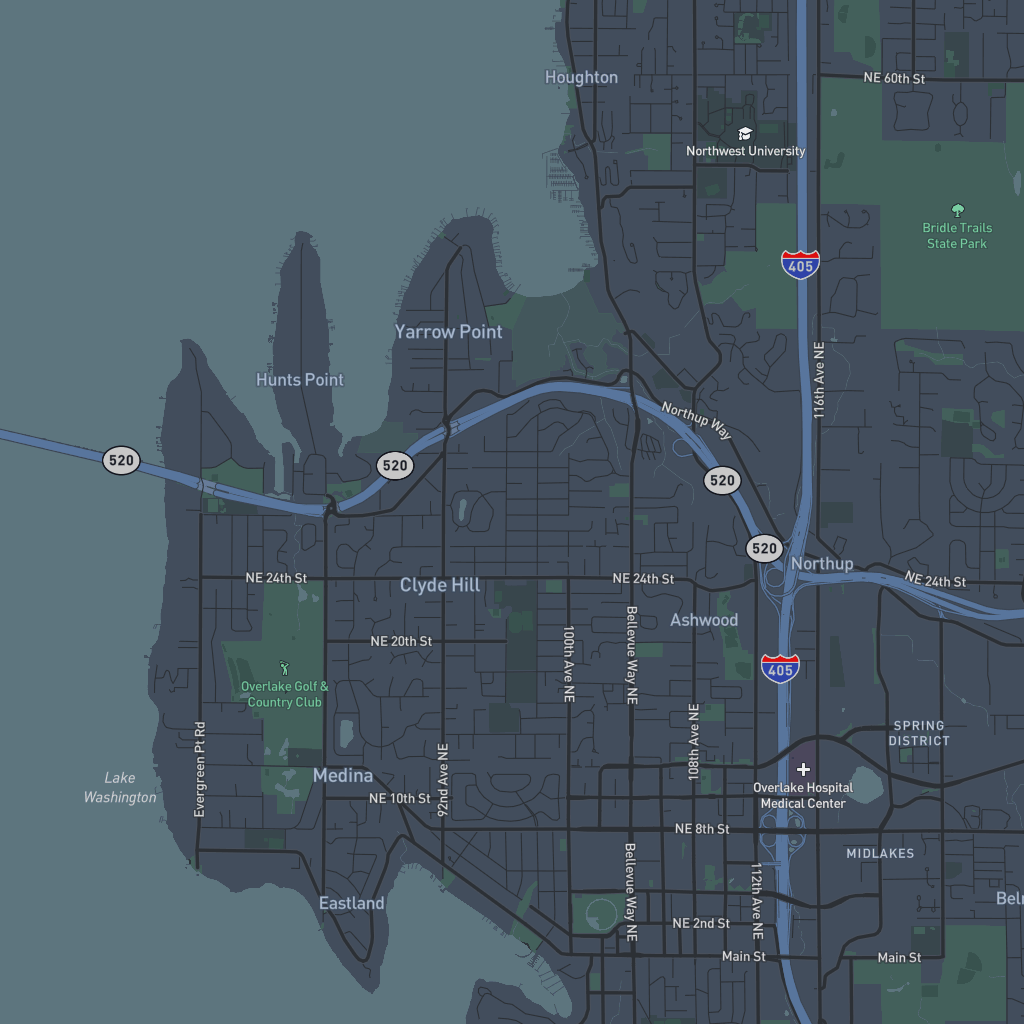 Houghton
NE 60th St
Northwest University
Bridle Trails
State Park
405
Yarrow Point
Hunts Point
116th Ave NE
Northup Way
520
520
520
520
Northup
NE 24th St
NE 24th St
NE 24th St
Clyde Hill
Ashwood
NE 20th St
100th Ave NE
Bellevue Way NE
405
Overlake Golf &
Country Club
Evergreen Pt Rd
92nd Ave NE
108th Ave NE
SPRING
DISTRICT
Lake
Washington
Medina
NE 10th St
Overlake Hospital
Medical Center
NE 8th St
MIDLAKES
Bellevue Way NE
112th Ave NE
Eastland
Bel
NE 2nd St
Main St
Main St